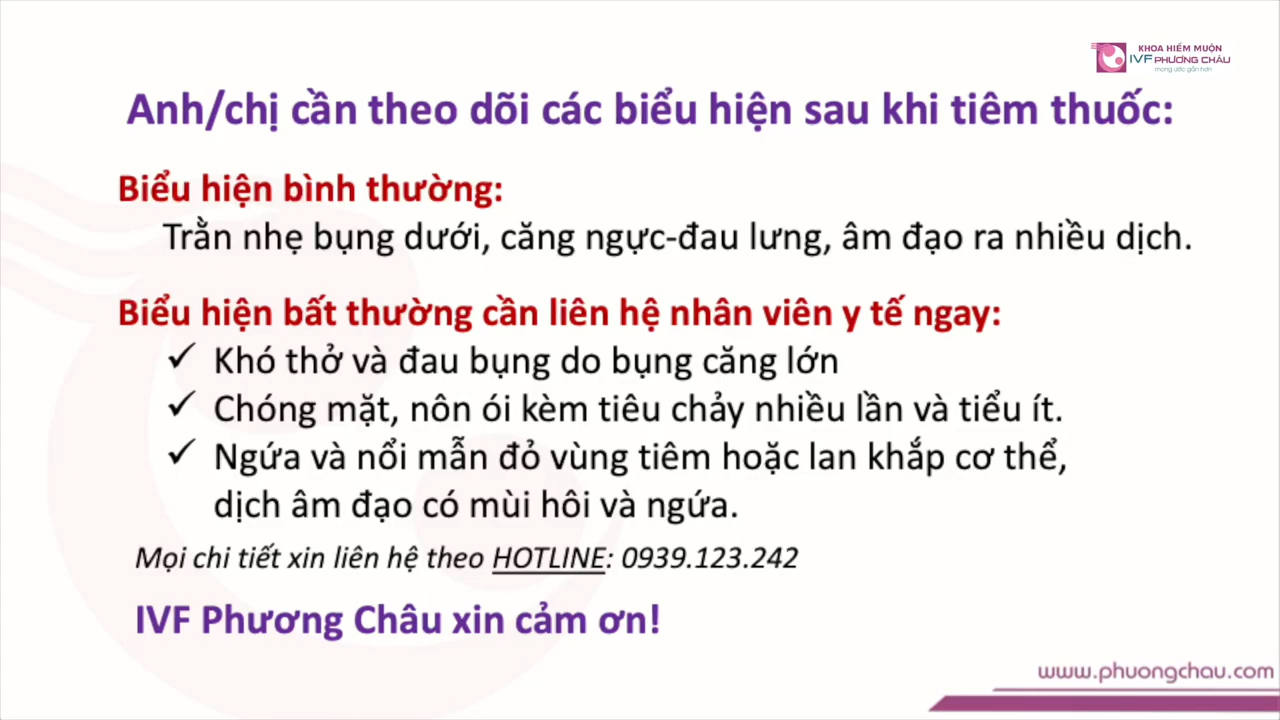 KHOA HIẾM MUỘN
IVF PHƯƠNG CHÂU
mong ước gần hơn
Anh/chị cần theo dõi các biểu hiện sau khi tiêm thuốc:
Biểu hiện bình thường:
Trằn nhẹ bụng dưới, căng ngực-đau lưng, âm đạo ra nhiều dịch.
Biểu hiện bất thường cần liên hệ nhân viên y tế ngay:
✓ Khó thở và đau bụng do bụng căng lớn
✓ Chóng mặt, nôn ói kèm tiêu chảy nhiều lần và tiểu ít.
✓ Ngứa và nổi mẫn đỏ vùng tiêm hoặc lan khắp cơ thể,
dịch âm đạo có mùi hôi và ngứa.
Mọi chi tiết xin liên hệ theo HOTLINE: 0939.123.242
IVF Phương Châu xin cảm ơn!
www.phuongchau.com